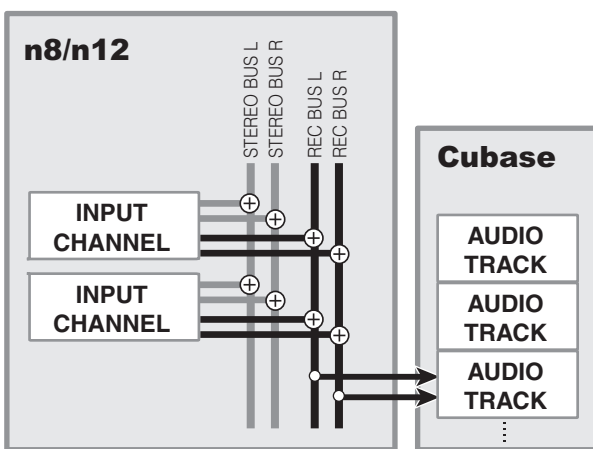 n8/n12
STEREO BUS L
STEREO BUS R
REC BUS L
REC BUS R
INPUT
CHANNEL
INPUT
CHANNEL
Cubase
AUDIO
TRACK
AUDIO
TRACK
AUDIO
TRACK